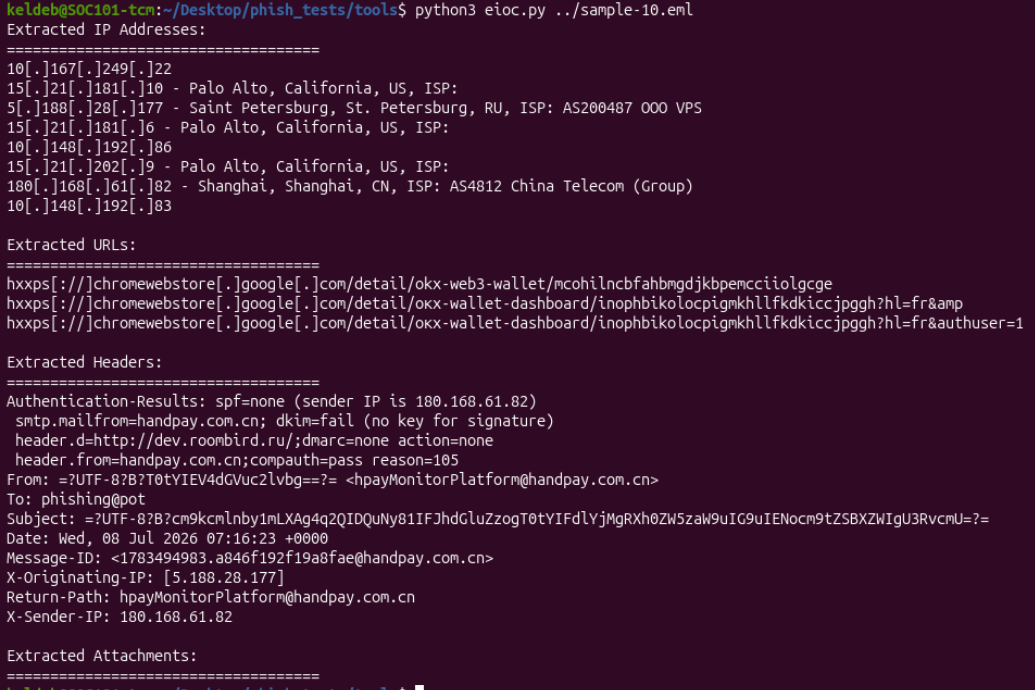 keldeb@SOC101-tcm:~/Desktop/phish_tests/tools$ python3 eioc.py ../sample-10.eml
Extracted IP Addresses:
====================================
10[.]167[.]249[.]22
15[.]21[.]181[.]10 - Palo Alto, California, US, ISP:
5[.]188[.]28[.]177 - Saint Petersburg, St. Petersburg, RU, ISP: AS200487 OOO VPS
15[.]21[.]181[.]6 - Palo Alto, California, US, ISP:
10[.]148[.]192[.]86
15[.]21[.]202[.]9 - Palo Alto, California, US, ISP:
180[.]168[.]61[.]82 - Shanghai, Shanghai, CN, ISP: AS4812 China Telecom (Group)
10[.]148[.]192[.]83
Extracted URLs:
====================================
hxxps[://]chromewebstore[.]google[.]com/detail/oкx-web3-wallet/mcohilncbfahbmgdjkbpemcciiolgcge
hxxps[://]chromewebstore[.]google[.]com/detail/oкx-wallet-dashboard/inophbikolocpigmkhllfkdkiccjpggh?hl=fr&amp
hxxps[://]chromewebstore[.]google[.]com/detail/oкx-wallet-dashboard/inophbikolocpigmkhllfkdkiccjpggh?hl=fr&authuser=1
Extracted Headers:
====================================
Authentication-Results: spf=none (sender IP is 180.168.61.82)
smtp.mailfrom=handpay.com.cn; dkim=fail (no key for signature)
header.d=http://dev.roombird.ru/;dmarc=none action=none
header.from=handpay.com.cn;compauth=pass reason=105
From: =?UTF-8?B?T0tYIEV4dGVuc2lvbg==?= <hpayMonitorPlatform@handpay.com.cn>
To: phishing@pot
Subject: =?UTF-8?B?cm9kcmlnby1mLXAg4q2QIDQuNy81IFJhdGluZzogT0tYIFdlYjMgRXh0ZW5zaW9uIG9uIENocm9tZSBXZWIgU3RvcmU=?=
Date: Wed, 08 Jul 2026 07:16:23 +0000
Message-ID: <1783494983.a846f192f19a8fae@handpay.com.cn>
X-Originating-IP: [5.188.28.177]
Return-Path: hpayMonitorPlatform@handpay.com.cn
X-Sender-IP: 180.168.61.82
Extracted Attachments:
====================================